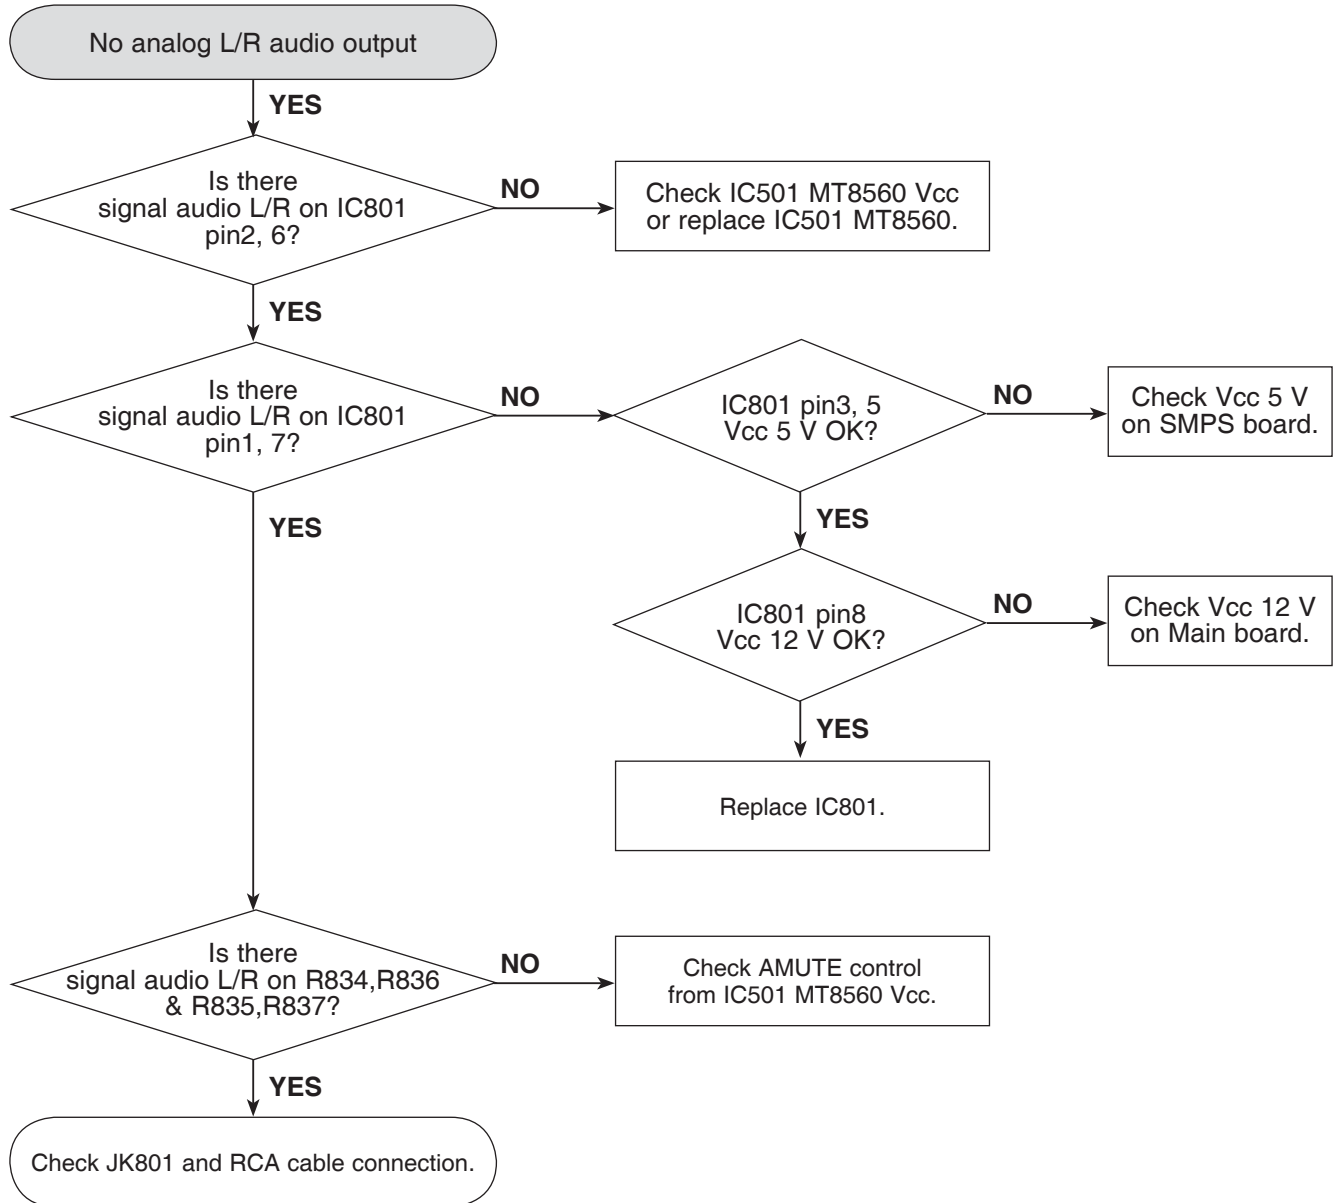 No analog L/R audio output
YES
Is there
signal audio L/R on IC801
pin2, 6?
NO
Check IC501 MT8560 Vcc
or replace IC501 MT8560.
YES
Is there
signal audio L/R on IC801
pin1, 7?
NO
IC801 pin3, 5
Vcc 5 V OK?
NO
Check Vcc 5 V
on SMPS board.
YES
YES
IC801 pin8
Vcc 12 V OK?
NO
Check Vcc 12 V
on Main board.
YES
Replace IC801.
Is there
signal audio L/R on R834,R836
& R835,R837?
NO
Check AMUTE control
from IC501 MT8560 Vcc.
YES
Check JK801 and RCA cable connection.